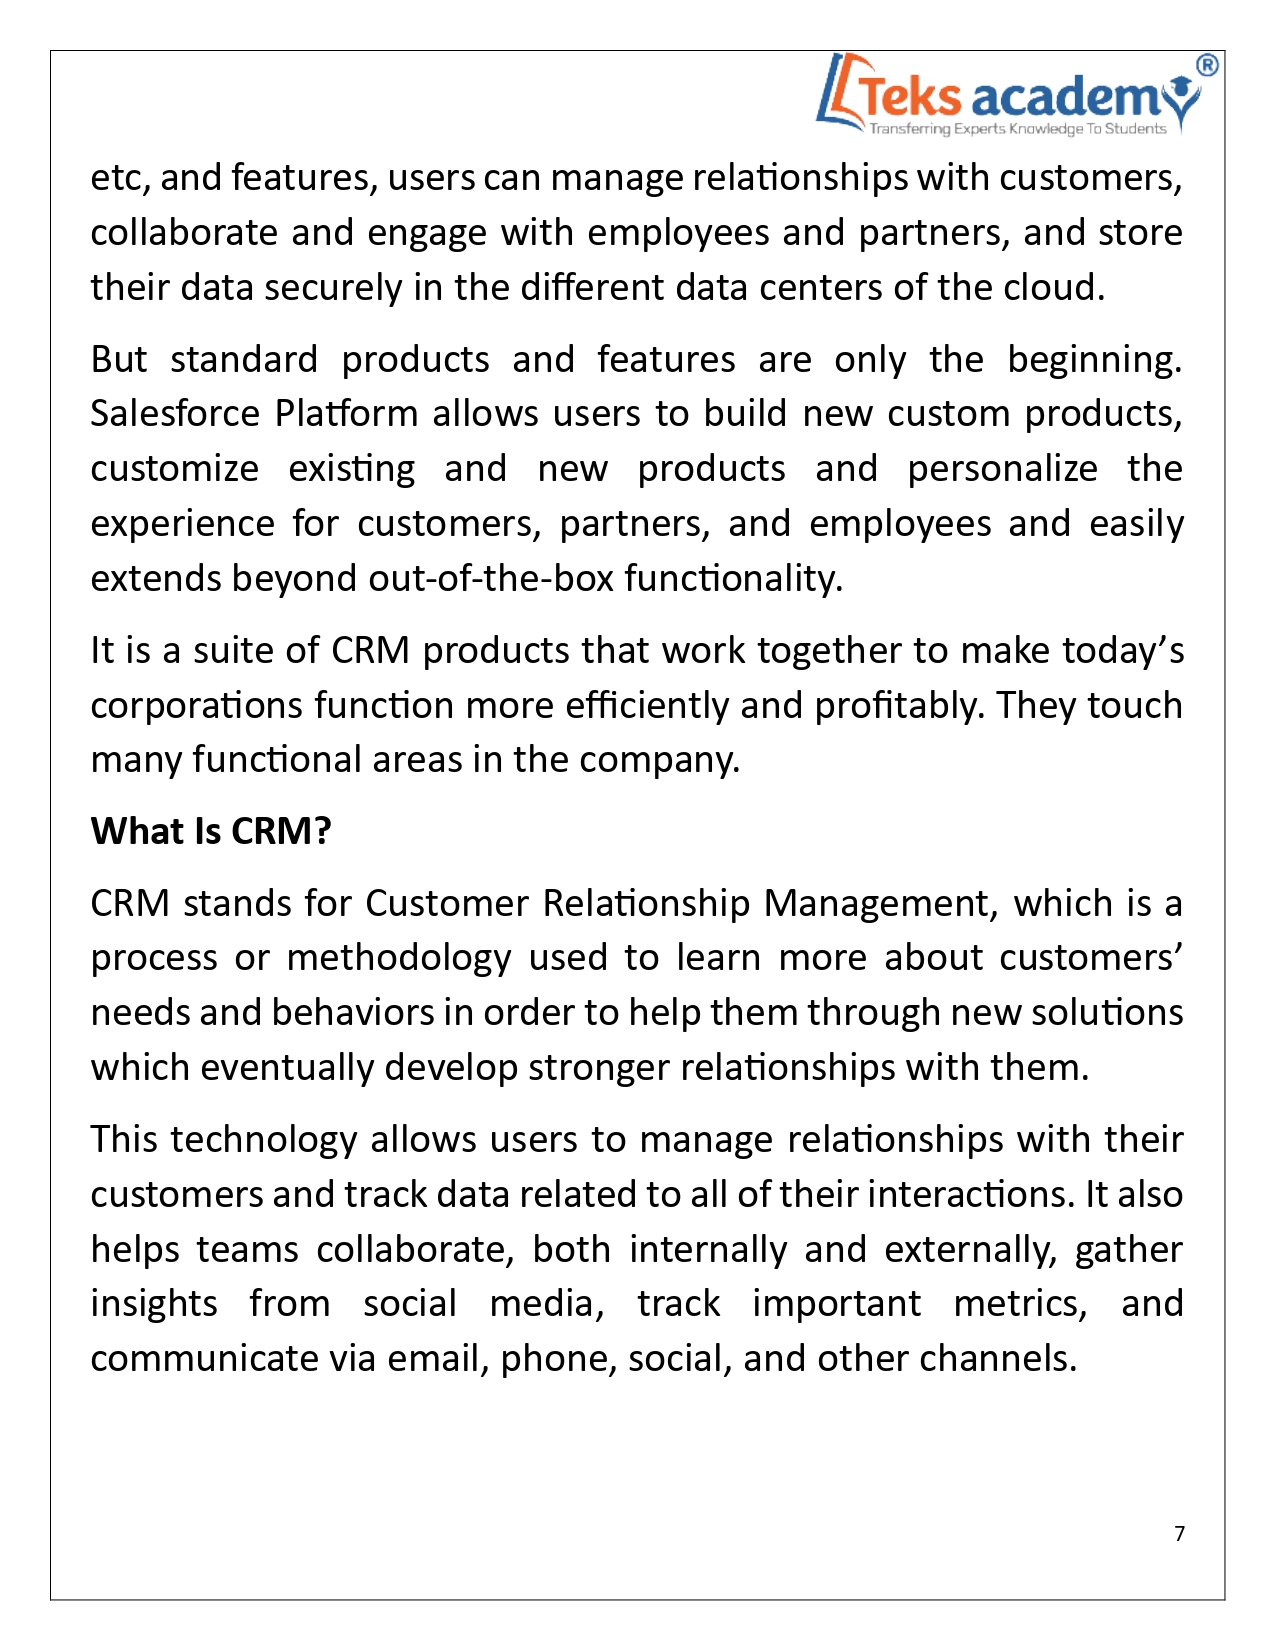 Teks academy ®
Transferring Experts Knowledge To Students
etc, and features, users can manage relationships with customers,
collaborate and engage with employees and partners, and store
their data securely in the different data centers of the cloud.
But standard products and features are only the beginning.
Salesforce Platform allows users to build new custom products,
customize existing and new products and personalize the
experience for customers, partners, and employees and easily
extends beyond out-of-the-box functionality.
It is a suite of CRM products that work together to make today’s
corporations function more efficiently and profitably. They touch
many functional areas in the company.
What Is CRM?
CRM stands for Customer Relationship Management, which is a
process or methodology used to learn more about customers’
needs and behaviors in order to help them through new solutions
which eventually develop stronger relationships with them.
This technology allows users to manage relationships with their
customers and track data related to all of their interactions. It also
helps teams collaborate, both internally and externally, gather
insights from social media, track important metrics, and
communicate via email, phone, social, and other channels.
7